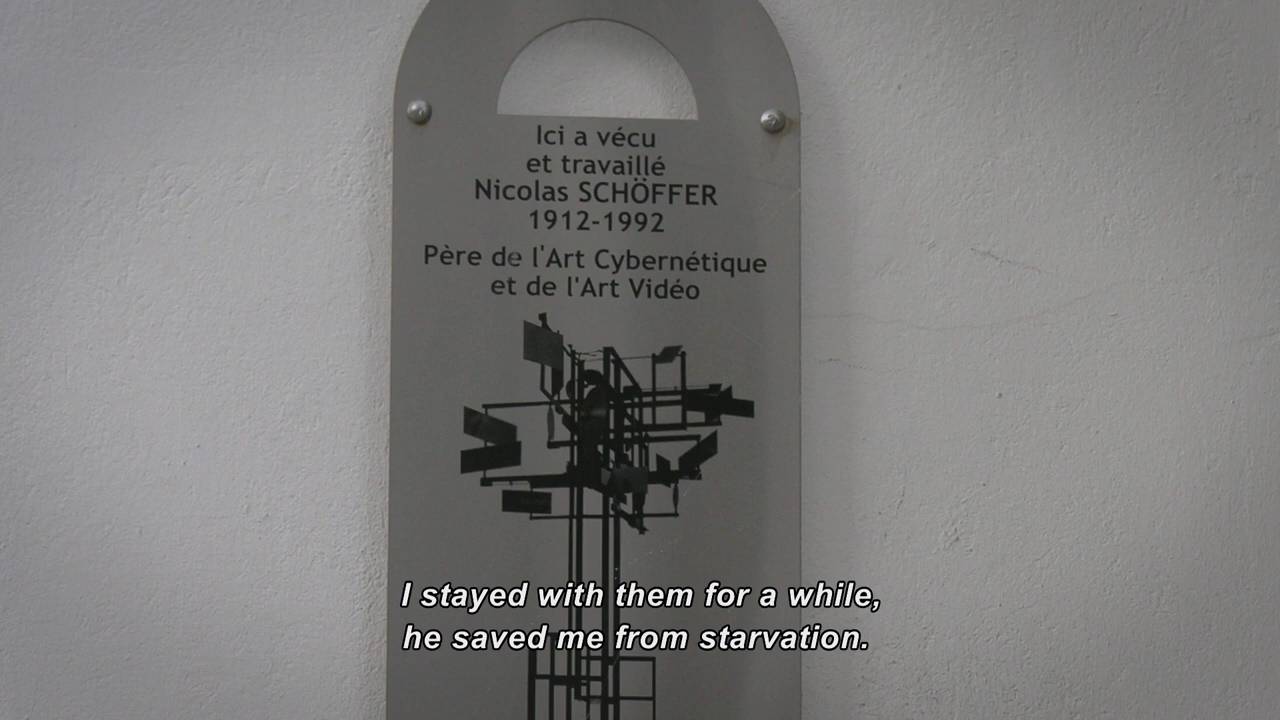 Ici a vécu
et travaillé
Nicolas SCHÖFFER
1912-1992
Père de l'Art Cybernétique
et de l'Art Vidéo
I stayed with them for a while,
he saved me from starvation.